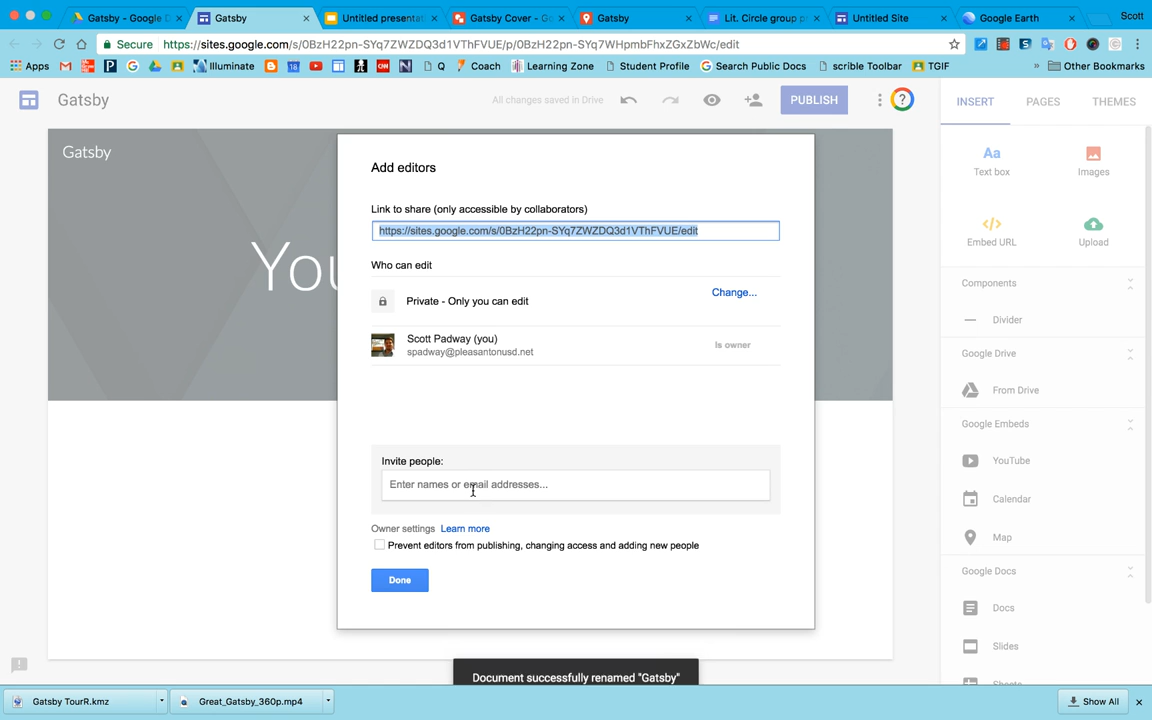 Gatsby - Google D
Gatsby
Untitled presentat
Gatsby Cover - Go
Gatsby
Lit. Circle group p
Untitled Site
Google Earth
Scott
Secure https://sites.google.com/s/0BzH22pn-SYq7ZWZDQ3d1VThFVUE/p/0BzH22pn-SYq7WHpmbFhxZGxZbWc/edit
Apps
Illuminate
Q
Coach
Learning Zone
Student Profile
Search Public Docs
scrible Toolbar
TGIF
»
Other Bookmarks
Gatsby
All changes saved in Drive
PUBLISH
INSERT
PAGES
THEMES
Gatsby
You
Add editors
Link to share (only accessible by collaborators)
https://sites.google.com/s/0BzH22pn-SYq7ZWZDQ3d1VThFVUE/edit
Who can edit
Private - Only you can edit
Change...
Scott Padway (you)
spadway@pleasantonusd.net
Is owner
Invite people:
Enter names or email addresses...
Owner settings Learn more
Prevent editors from publishing, changing access and adding new people
Done
Aa
Text box
Images
Embed URL
Upload
Components
Divider
Google Drive
From Drive
Google Embeds
YouTube
Calendar
Map
Google Docs
Docs
Slides
Sheets
Document successfully renamed "Gatsby"
Gatsby TourR.kmz
Great_Gatsby_360p.mp4
Show All